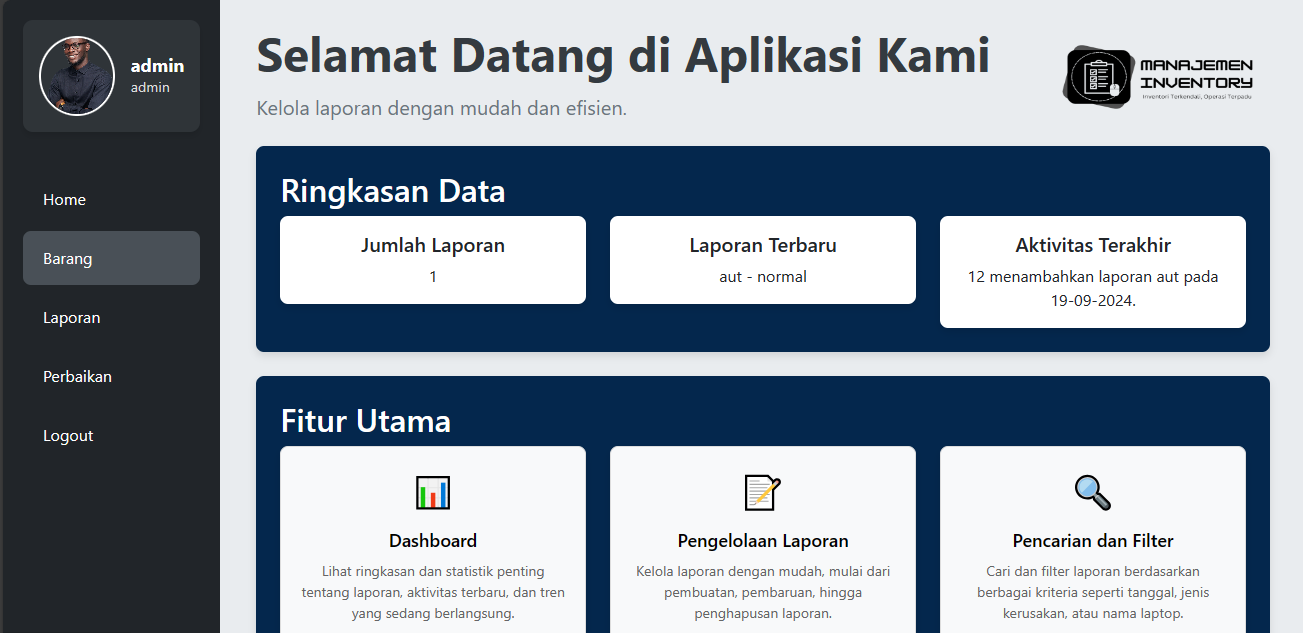 admin
admin
Home
Barang
Laporan
Perbaikan
Logout
Selamat Datang di Aplikasi Kami
Kelola laporan dengan mudah dan efisien.
MANAJEMEN
INVENTORY
Inventori Terkendali, Operasi Terpadu
Ringkasan Data
Jumlah Laporan
1
Laporan Terbaru
aut - normal
Aktivitas Terakhir
12 menambahkan laporan aut pada
19-09-2024.
Fitur Utama
Dashboard
Lihat ringkasan dan statistik penting
tentang laporan, aktivitas terbaru, dan tren
yang sedang berlangsung.
Pengelolaan Laporan
Kelola laporan dengan mudah, mulai dari
pembuatan, pembaruan, hingga
penghapusan laporan.
Pencarian dan Filter
Cari dan filter laporan berdasarkan
berbagai kriteria seperti tanggal, jenis
kerusakan, atau nama laptop.